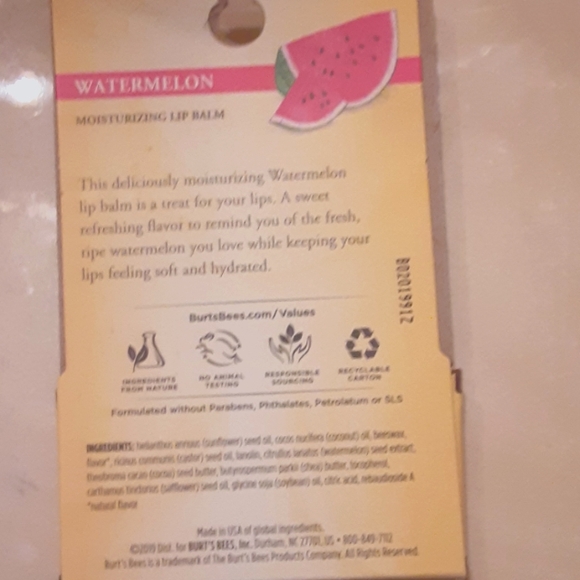 WATERMELON
MOISTURIZING LIP BALM
This deliciously moisturizing Watermelon
lip balm is a treat for your lips. A sweet
refreshing flavor to remind you of the fresh,
ripe watermelon you love while keeping your
lips feeling soft and hydrated.
BurtsBees.com/Values
INGREDIENTS
FROM NATURE
NO ANIMAL
TESTING
RESPONSIBLE
SOURCING
RECYCLABLE
CARTON
Formulated without Parabens, Phthalates, Petrolatum or SLS
INGREDIENTS: helianthus annuus (sunflower) seed oil, cocos nucifera (coconut) oil, beeswax,
flavor*, ricinus communis (castor) seed oil, lanolin, citrullus lanatus (watermelon) seed extract,
theobroma cacao (cocoa) seed butter, butyrospermum parkii (shea) butter, tocopherol,
carthamus tinctorius (safflower) seed oil, glycine soja (soybean) oil, citric acid, rebaudioside A
*natural flavor
Made in USA of global ingredients.
©2019 Dist. for BURT'S BEES, Inc. Durham, NC 27701, US • 800-849-7112
Burt's Bees is a trademark of The Burt's Bees Products Company. All Rights Reserved.